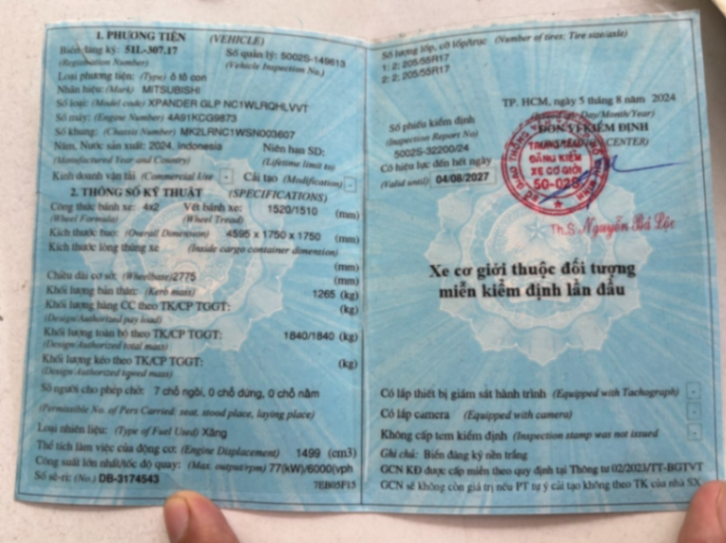 1. PHƯƠNG TIỆN (VEHICLE)
Biển đăng ký: 51L-307.17 Số quản lý: 5002S-149613
(Registration Number) (Vehicle Inspection No.)
Loại phương tiện: (Type) ô tô con
Nhãn hiệu: (Mark) MITSUBISHI
Số loại: (Model code) XPANDER GLP NC1WLRQHLVVT
Số máy: (Engine Number) 4A91KCG9873
Số khung: (Chassis Number) MK2LRNC1WSN003607
Năm, Nước sản xuất: 2024, Indonesia Niên hạn SD:
(Manufactured Year and Country) (Lifetime limit to)
Kinh doanh vận tải (Commercial Use) - Cải tạo (Modification) -
2. THÔNG SỐ KỸ THUẬT (SPECIFICATIONS)
Công thức bánh xe: 4x2 Vết bánh xe: 1520/1510 (mm)
(Wheel Formula) (Wheel Tread)
Kích thước bao: (Overall Dimension) 4595 x 1750 x 1750 (mm)
Kích thước lòng thùng xe (Inside cargo container dimension)
(mm)
Chiều dài cơ sở: (Wheelbase) 2775 (mm)
Khối lượng bản thân: (Kerb mass) 1265 (kg)
Khối lượng hàng CC theo TK/CP TGGT: (kg)
(Design/Authorized pay load)
Khối lượng toàn bộ theo TK/CP TGGT: 1840/1840 (kg)
(Design/Authorized total mass)
Khối lượng kéo theo TK/CP TGGT: (kg)
(Design/Authorized towed mass)
Số người cho phép chở: 7 chỗ ngồi, 0 chỗ đứng, 0 chỗ nằm
(Permissible No. of Pers Carried: seat, stood place, laying place)
Loại nhiên liệu: (Type of Fuel Used) Xăng
Thể tích làm việc của động cơ: (Engine Displacement) 1499 (cm3)
Công suất lớn nhất/tốc độ quay: (Max. output/rpm) 77(kW)/6000(vph
Số sê-ri: (No.) DB-3174543 7EB05F15
Số lượng lốp, cỡ lốp/trục (Number of tires: Tire size/axle)
1: 2; 205/55R17
2: 2; 205/55R17
TP. HCM, ngày 5 tháng 8 năm 2024
Day/Month/Year)
Số phiếu kiểm định ĐƠN VỊ KIỂM ĐỊNH
(Inspection Report No) CENTER)
5002S-32200/24
Có hiệu lực đến hết ngày
(Valid until) 04/08/2027
TRUNG TÂM
ĐĂNG KIỂM
XE CƠ GIỚI
50-02S
Th.S Nguyễn Bá Lộc
Xe cơ giới thuộc đối tượng
miễn kiểm định lần đầu
Có lắp thiết bị giám sát hành trình (Equipped with Tachograph) -
Có lắp camera (Equipped with camera) -
Không cấp tem kiểm định (Inspection stamp was not issued -
Ghi chú: Biển đăng ký nền trắng
GCN KĐ được cấp miễn theo quy định tại Thông tư 02/2023/TT-BGTVT
GCN sẽ không còn giá trị nếu PT tự ý cải tạo không theo TK của nhà SX